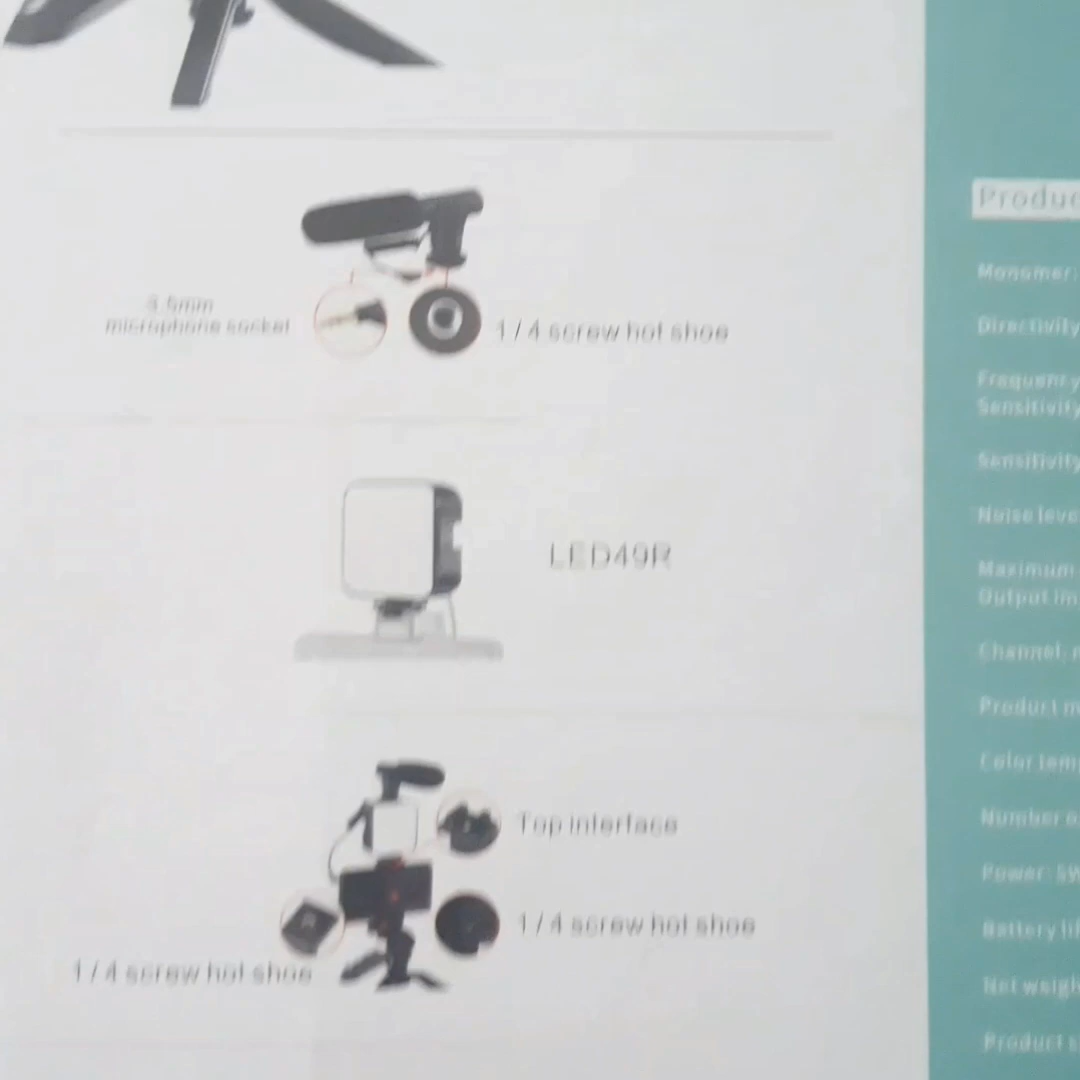 3.5mm
microphone socket
1/4 screw hot shoe
LED49R
Top interface
1/4 screw hot shoe
1/4 screw hot shoe
Produc
Monomer:
Directivity
Frequency
Sensitivity
Sensitivity
Noise leve
Maximum
Output im
Channel:
Product m
Color tem
Number o
Power: 5W
Battery lif
Net weigh
Product s